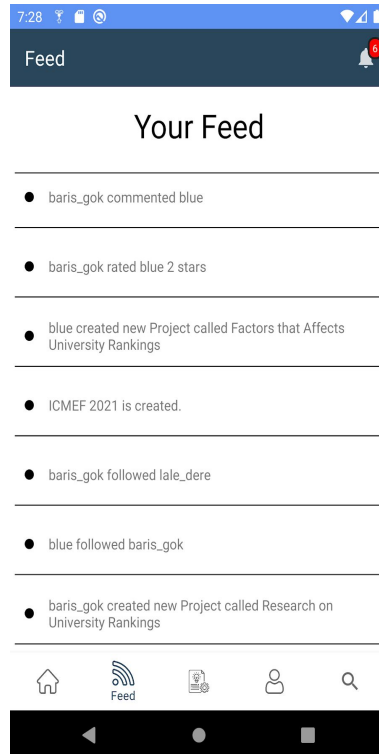 7:28
Feed
6
Your Feed
baris_gok commented blue
baris_gok rated blue 2 stars
blue created new Project called Factors that Affects
University Rankings
ICMEF 2021 is created.
baris_gok followed lale_dere
blue followed baris_gok
baris_gok created new Project called Research on
University Rankings
Feed